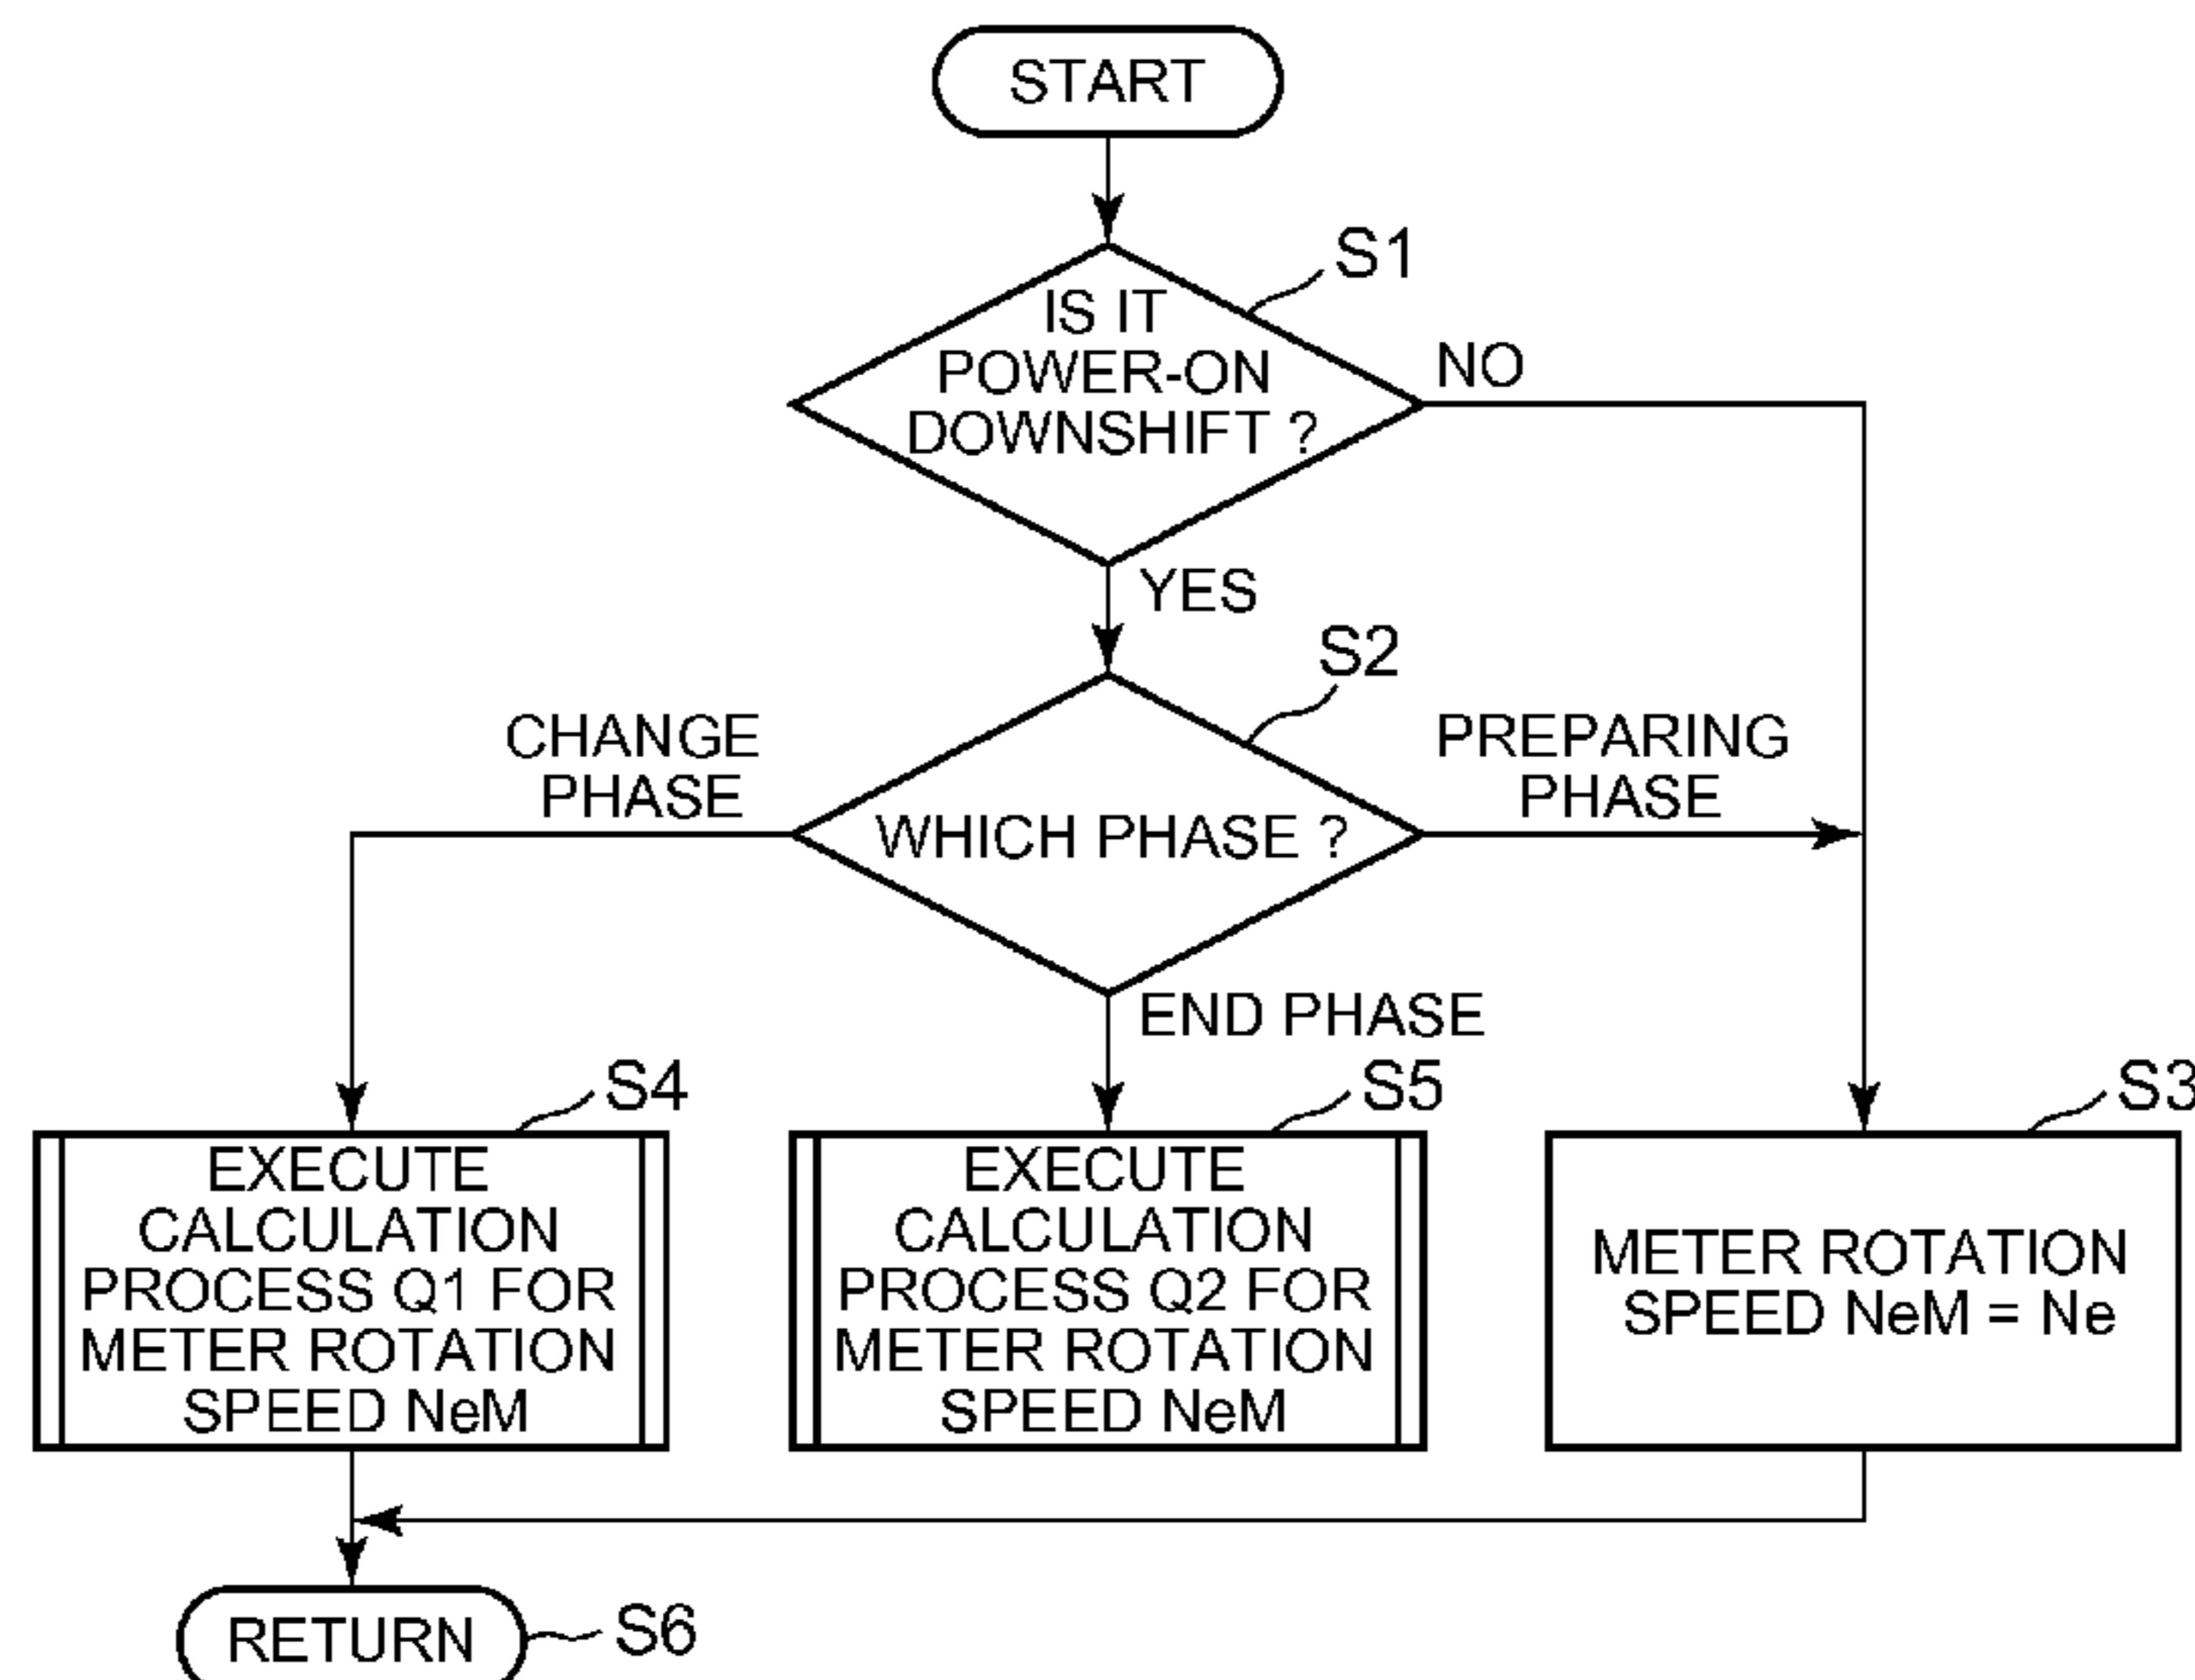 START
S1
IS IT
POWER-ON
DOWNSHIFT ?
NO
YES
S2
CHANGE
PHASE
WHICH PHASE ?
PREPARING
PHASE
END PHASE
S4
EXECUTE
CALCULATION
PROCESS Q1 FOR
METER ROTATION
SPEED NeM
S5
EXECUTE
CALCULATION
PROCESS Q2 FOR
METER ROTATION
SPEED NeM
S3
METER ROTATION
SPEED NeM = Ne
RETURN
S6